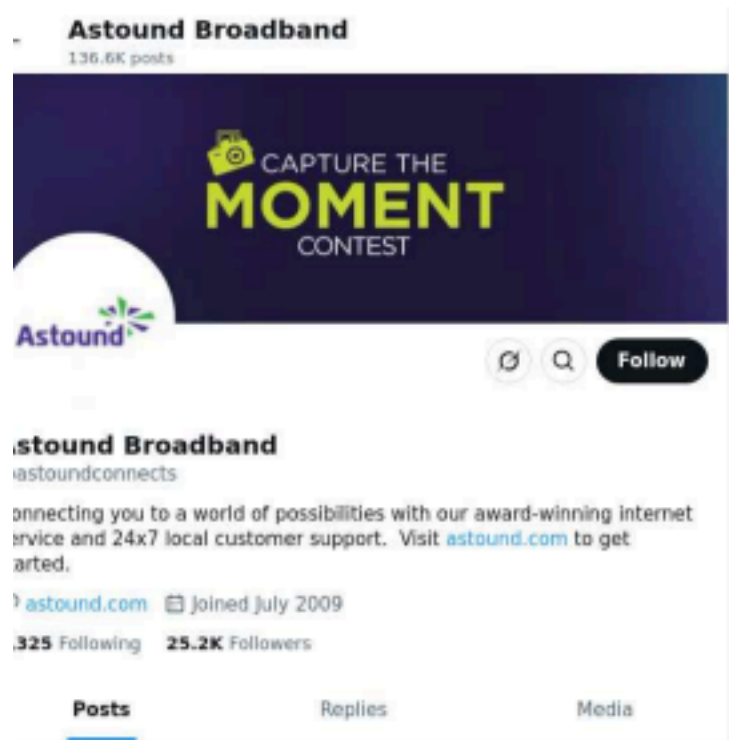 Astound Broadband
136.6K posts
CAPTURE THE
MOMENT
CONTEST
Astound
Follow
stound Broadband
astoundconnects
onnecting you to a world of possibilities with our award-winning internet
ervice and 24x7 local customer support. Visit astound.com to get
arted.
astound.com Joined July 2009
325 Following 25.2K Followers
Posts Replies Media